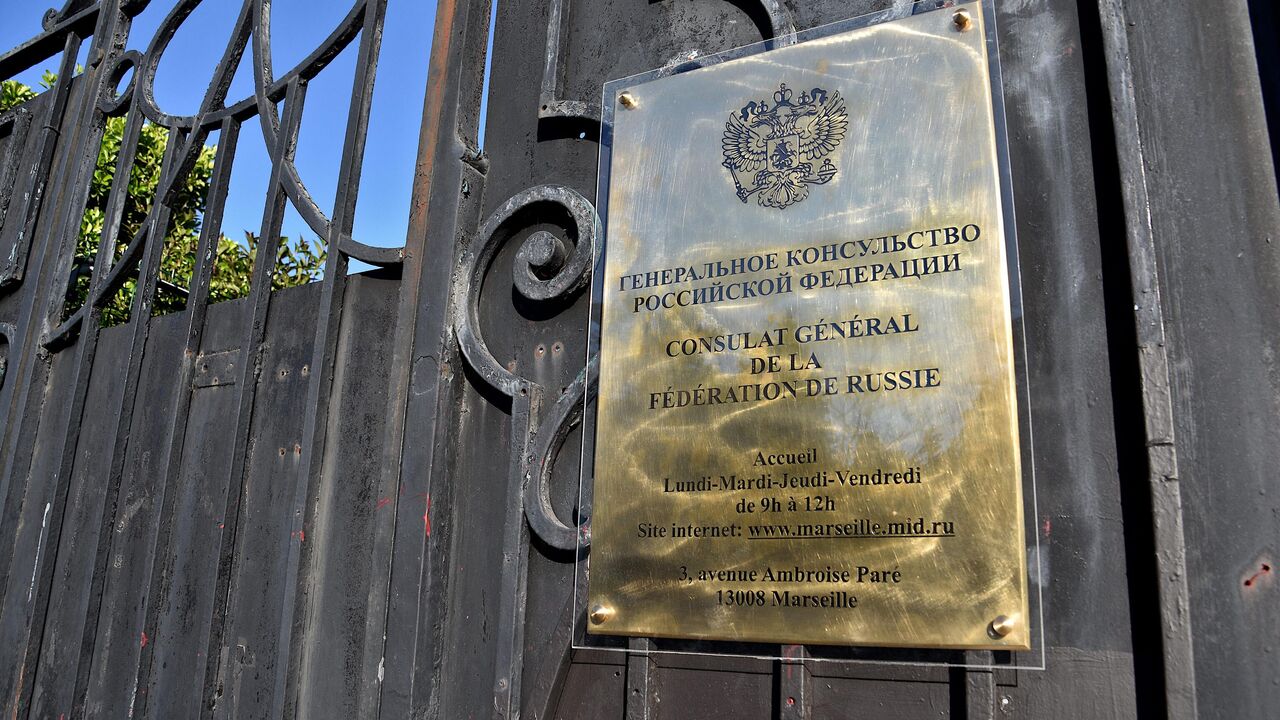 ГЕНЕРАЛЬНОЕ КОНСУЛЬСТВО
РОССИЙСКОЙ ФЕДЕРАЦИИ
CONSULAT GÉNÉRAL
DE LA
FÉDÉRATION DE RUSSIE
Accueil
Lundi-Mardi-Jeudi-Vendredi
de 9h à 12h
Site internet: www.marseille.mid.ru
3, avenue Ambroise Paré
13008 Marseille